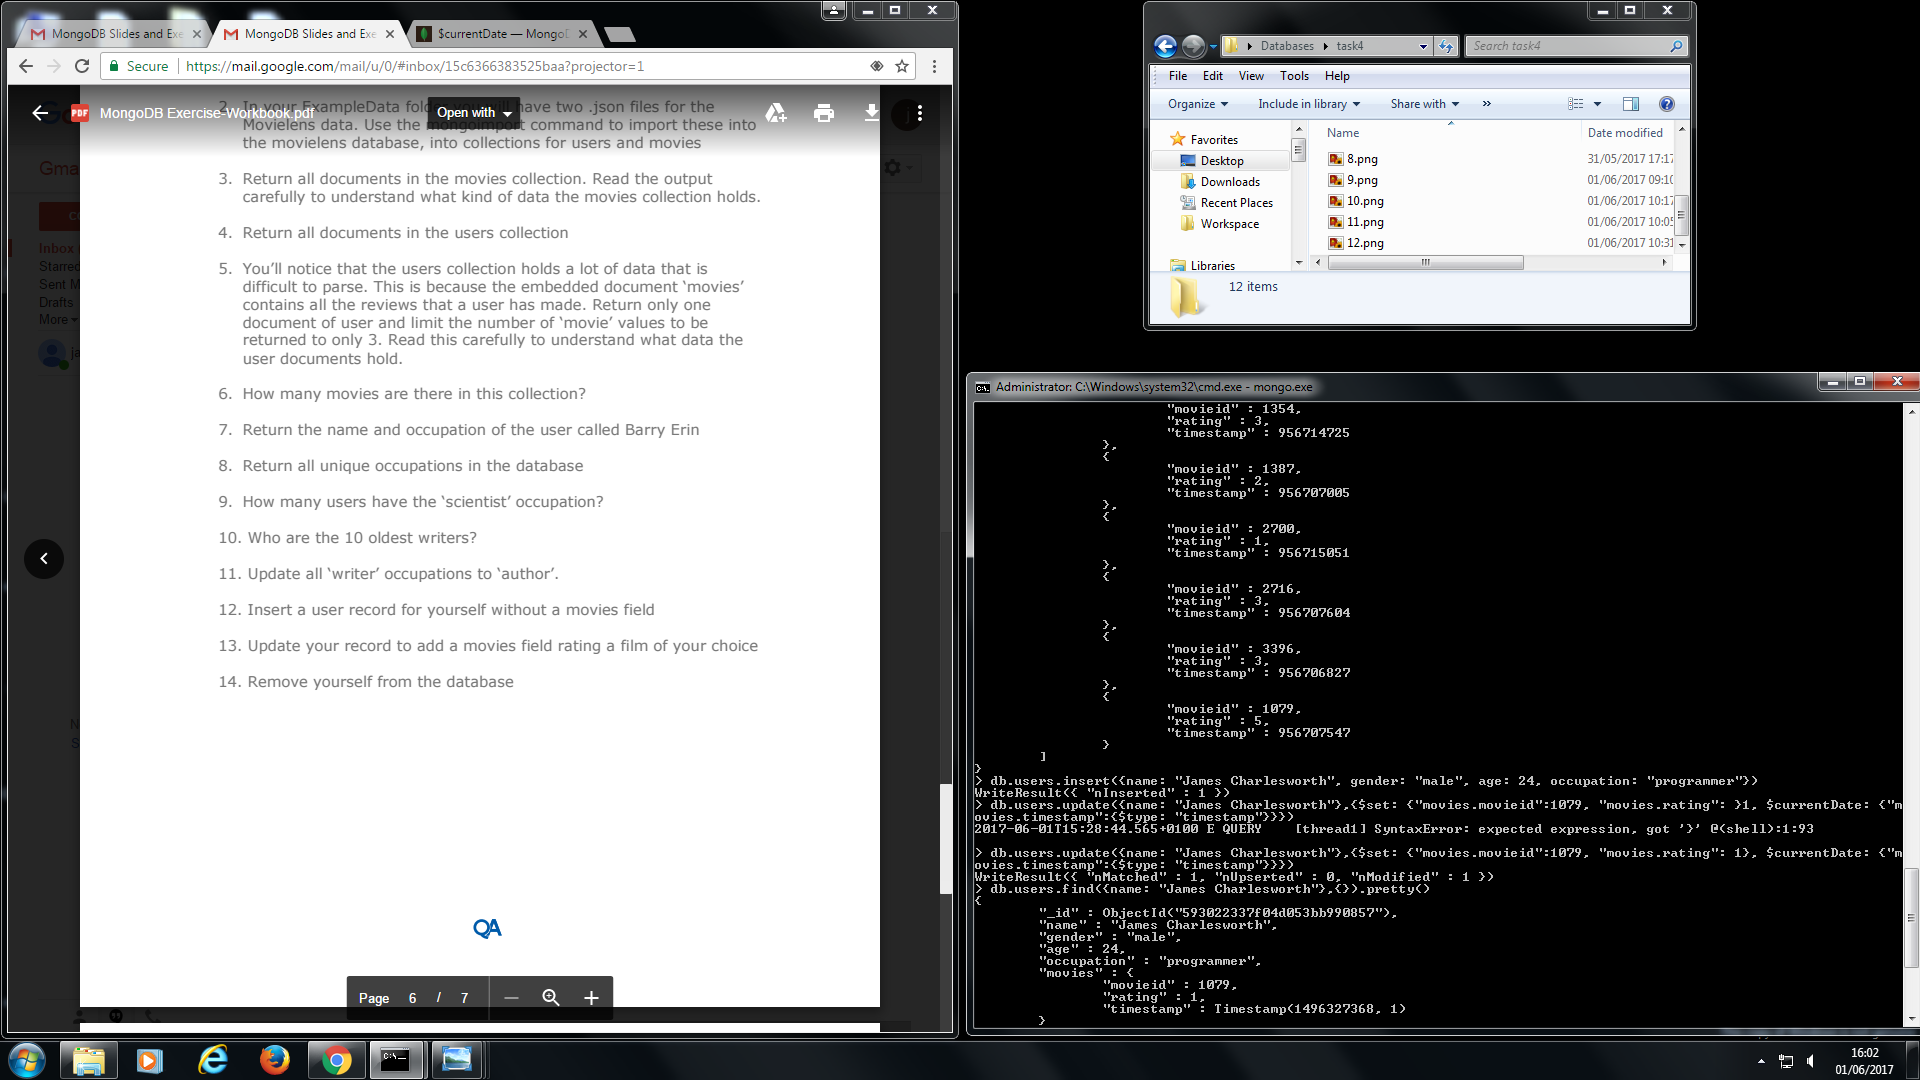 MongoDB Slides and Exe
MongoDB Slides and Exe
$currentDate — MongoD
Secure
https://mail.google.com/mail/u/0/#inbox/15c6366383525baa?projector=1
MongoDB Exercise-Workbook.pdf
Open with
2. In your ExampleData folder you will have two .json files for the
Movielens data. Use the mongoimport command to import these into
the movielens database, into collections for users and movies
3. Return all documents in the movies collection. Read the output
carefully to understand what kind of data the movies collection holds.
4. Return all documents in the users collection
5. You’ll notice that the users collection holds a lot of data that is
difficult to parse. This is because the embedded document ‘movies’
contains all the reviews that a user has made. Return only one
document of user and limit the number of ‘movie’ values to be
returned to only 3. Read this carefully to understand what data the
user documents hold.
6. How many movies are there in this collection?
7. Return the name and occupation of the user called Barry Erin
8. Return all unique occupations in the database
9. How many users have the ‘scientist’ occupation?
10. Who are the 10 oldest writers?
11. Update all ‘writer’ occupations to ‘author’.
12. Insert a user record for yourself without a movies field
13. Update your record to add a movies field rating a film of your choice
14. Remove yourself from the database
QA
Page 6 / 7
Gma
Inbox
Starred
Sent M
Drafts
More
ja
Databases
task4
Search task4
File Edit View Tools Help
Organize Include in library Share with »
Favorites
Desktop
Downloads
Recent Places
Workspace
Libraries
Name Date modified
8.png 31/05/2017 17:17
9.png 01/06/2017 09:10
10.png 01/06/2017 10:17
11.png 01/06/2017 10:05
12.png 01/06/2017 10:31
12 items
Administrator: C:\Windows\system32\cmd.exe - mongo.exe
"movieid" : 1354,
"rating" : 3,
"timestamp" : 956714725
},
{
"movieid" : 1387,
"rating" : 2,
"timestamp" : 956707005
},
{
"movieid" : 2700,
"rating" : 1,
"timestamp" : 956715051
},
{
"movieid" : 2716,
"rating" : 3,
"timestamp" : 956707604
},
{
"movieid" : 3396,
"rating" : 3,
"timestamp" : 956706827
},
{
"movieid" : 1079,
"rating" : 5,
"timestamp" : 956707547
}
]
}
> db.users.insert({name: "James Charlesworth", gender: "male", age: 24, occupation: "programmer"})
WriteResult({ "nInserted" : 1 })
> db.users.update({name: "James Charlesworth"},{$set: {"movies.movieid":1079, "movies.rating": }1, $currentDate: {"m
ovies.timestamp":{$type: "timestamp"}}})
2017-06-01T15:28:44.565+0100 E QUERY [thread1] SyntaxError: expected expression, got '}' @(shell):1:93
> db.users.update({name: "James Charlesworth"},{$set: {"movies.movieid":1079, "movies.rating": 1}, $currentDate: {"m
ovies.timestamp":{$type: "timestamp"}}})
WriteResult({ "nMatched" : 1, "nUpserted" : 0, "nModified" : 1 })
> db.users.find({name: "James Charlesworth"},{}).pretty()
{
"_id" : ObjectId("593022337f04d053bb990857"),
"name" : "James Charlesworth",
"gender" : "male",
"age" : 24,
"occupation" : "programmer",
"movies" : {
"movieid" : 1079,
"rating" : 1,
"timestamp" : Timestamp(1496327368, 1)
}
16:02
01/06/2017